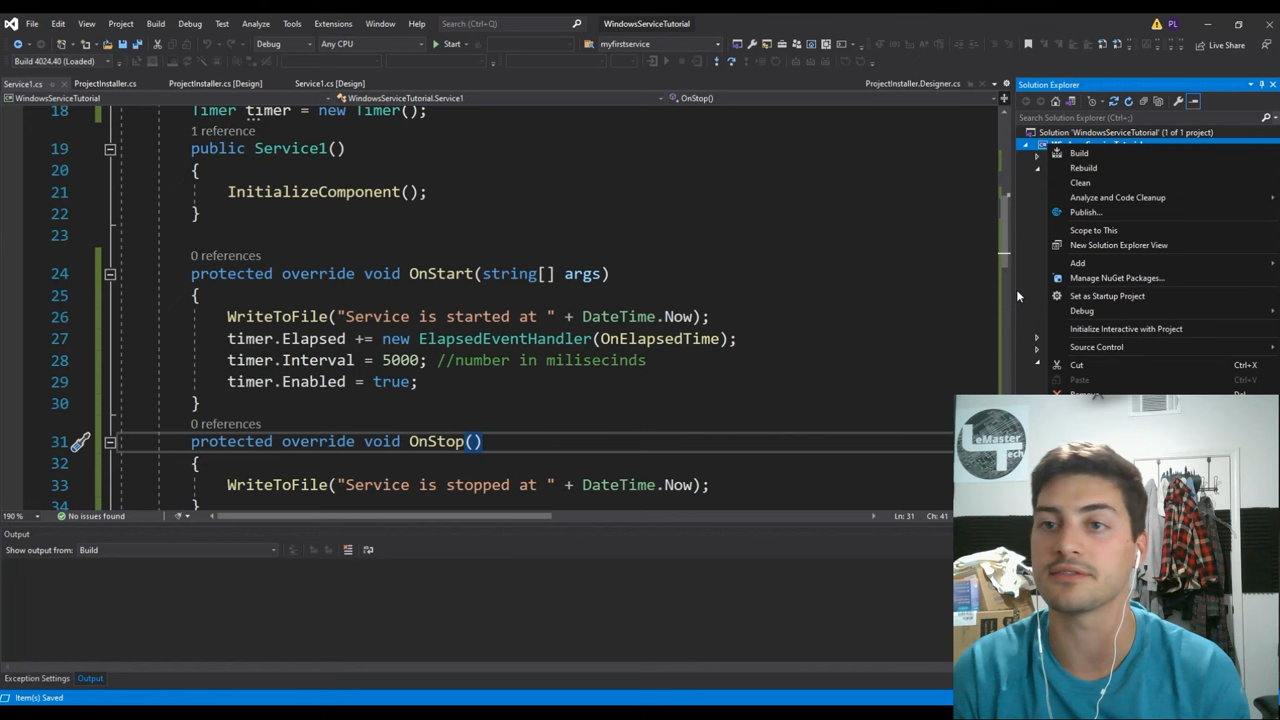 File Edit View Project Build Debug Test Analyze Tools Extensions Window Help Search (Ctrl+Q) WindowsServiceTutorial PL
Debug Any CPU Start myfirstservice Live Share
Build 4024.40 (Loaded)
Service1.cs ProjectInstaller.cs ProjectInstaller.cs [Design] Service1.cs [Design] ProjectInstaller.Designer.cs
WindowsServiceTutorial WindowsServiceTutorial.Service1 OnStop()
18 Timer timer = new Timer();
1 reference
19 public Service1()
20 {
21 InitializeComponent();
22 }
23
0 references
24 protected override void OnStart(string[] args)
25 {
26 WriteToFile("Service is started at " + DateTime.Now);
27 timer.Elapsed += new ElapsedEventHandler(OnElapsedTime);
28 timer.Interval = 5000; //number in milisecinds
29 timer.Enabled = true;
30 }
0 references
31 protected override void OnStop()
32 {
33 WriteToFile("Service is stopped at " + DateTime.Now);
34 }
190 % No issues found Ln: 31 Ch: 41
Output
Show output from: Build
Exception Settings Output
Item(s) Saved
Solution Explorer
Search Solution Explorer (Ctrl+;)
Solution 'WindowsServiceTutorial' (1 of 1 project)
Build
Rebuild
Clean
Analyze and Code Cleanup
Publish...
Scope to This
New Solution Explorer View
Add
Manage NuGet Packages...
Set as Startup Project
Debug
Initialize Interactive with Project
Source Control
Cut Ctrl+X
Paste Ctrl+V
eMaster
Tech